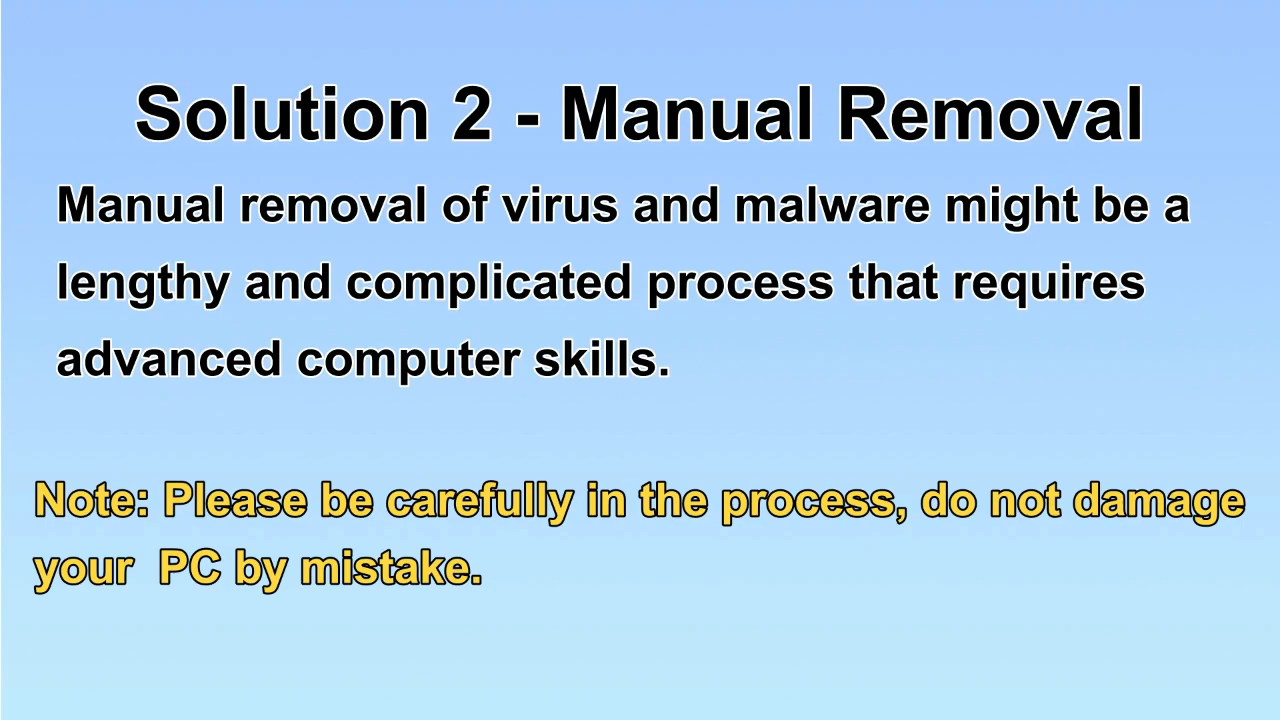 Solution 2 - Manual Removal
Manual removal of virus and malware might be a
lengthy and complicated process that requires
advanced computer skills.
Note: Please be carefully in the process, do not damage
your  PC by mistake.